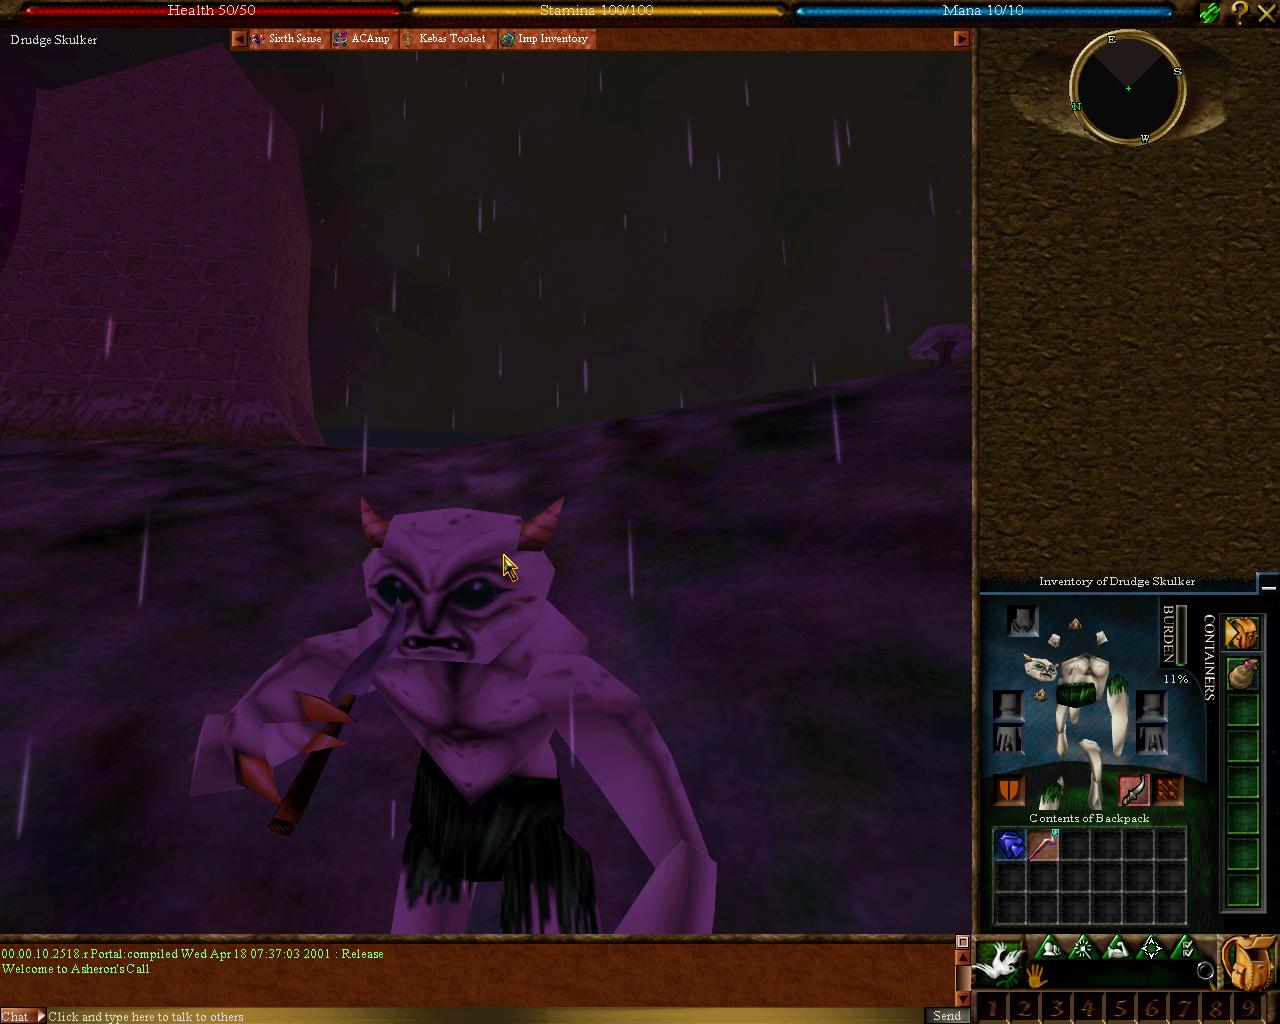 Health 50/50
Stamina 100/100
Mana 10/10
Drudge Skulker
Sixth Sense
ACAmp
Kebas Toolset
Imp Inventory
E
S
N
W
Inventory of Drudge Skulker
BURDEN
CONTAINERS
11%
Contents of Backpack
00.00.10.2518.r Portal:compiled Wed Apr 18 07:37:03 2001 : Release
Welcome to Asheron's Call
Chat
Click and type here to talk to others
Send
1 2 3 4 5 6 7 8 9